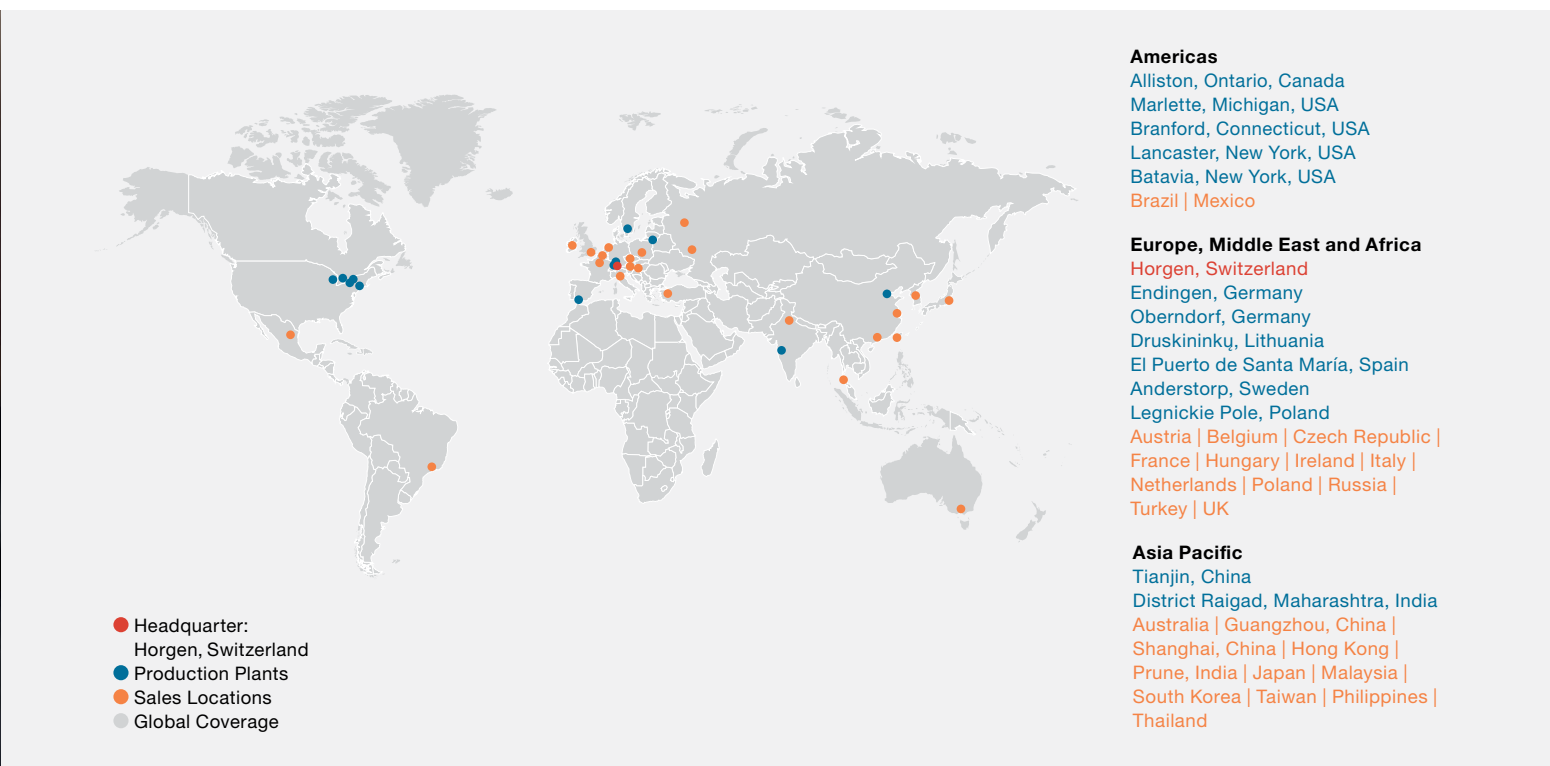 Americas
Alliston, Ontario, Canada
Marlette, Michigan, USA
Branford, Connecticut, USA
Lancaster, New York, USA
Batavia, New York, USA
Brazil | Mexico
Europe, Middle East and Africa
Horgen, Switzerland
Endingen, Germany
Oberndorf, Germany
Druskininkų, Lithuania
El Puerto de Santa María, Spain
Anderstorp, Sweden
Legnickie Pole, Poland
Austria | Belgium | Czech Republic |
France | Hungary | Ireland | Italy |
Netherlands | Poland | Russia |
Turkey | UK
Asia Pacific
Tianjin, China
District Raigad, Maharashtra, India
Australia | Guangzhou, China |
Shanghai, China | Hong Kong |
Prune, India | Japan | Malaysia |
South Korea | Taiwan | Philippines |
Thailand
Headquarter:
Horgen, Switzerland
Production Plants
Sales Locations
Global Coverage